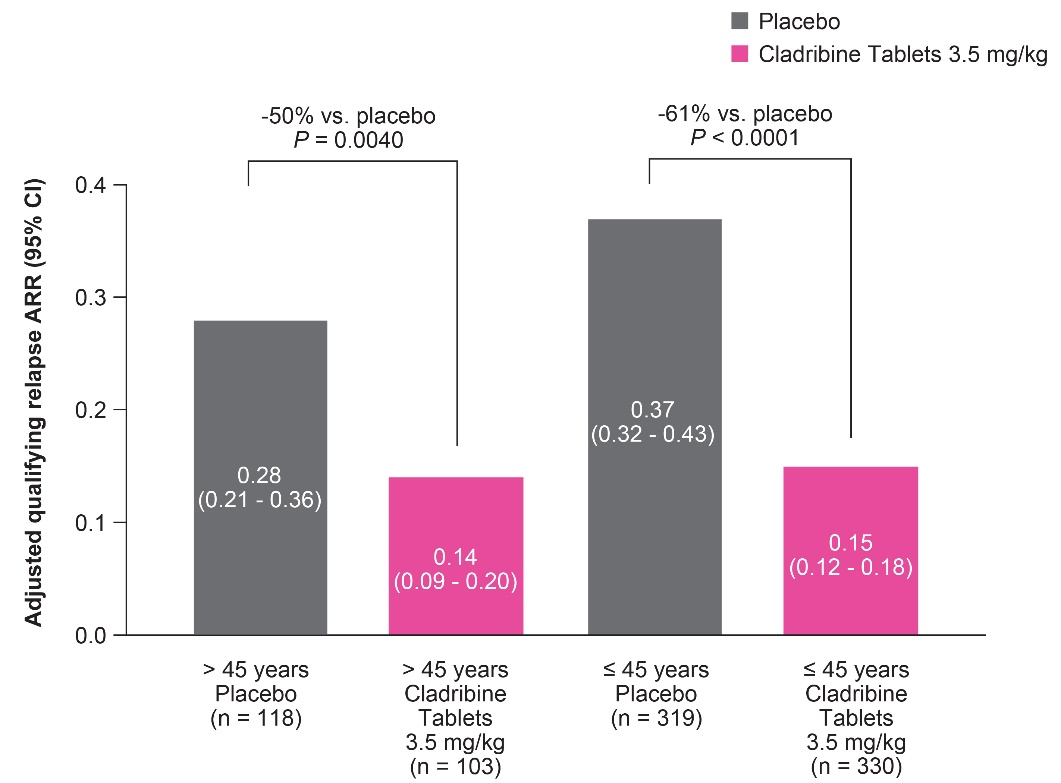 Placebo
Cladribine Tablets 3.5 mg/kg
-50% vs. placebo
P = 0.0040
-61% vs. placebo
P < 0.0001
Adjusted qualifying relapse ARR (95% CI)
0.4
0.3
0.2
0.1
0.0
0.28
(0.21 - 0.36)
0.14
(0.09 - 0.20)
0.37
(0.32 - 0.43)
0.15
(0.12 - 0.18)
> 45 years
Placebo
(n = 118)
> 45 years
Cladribine
Tablets
3.5 mg/kg
(n = 103)
≤ 45 years
Placebo
(n = 319)
≤ 45 years
Cladribine
Tablets
3.5 mg/kg
(n = 330)